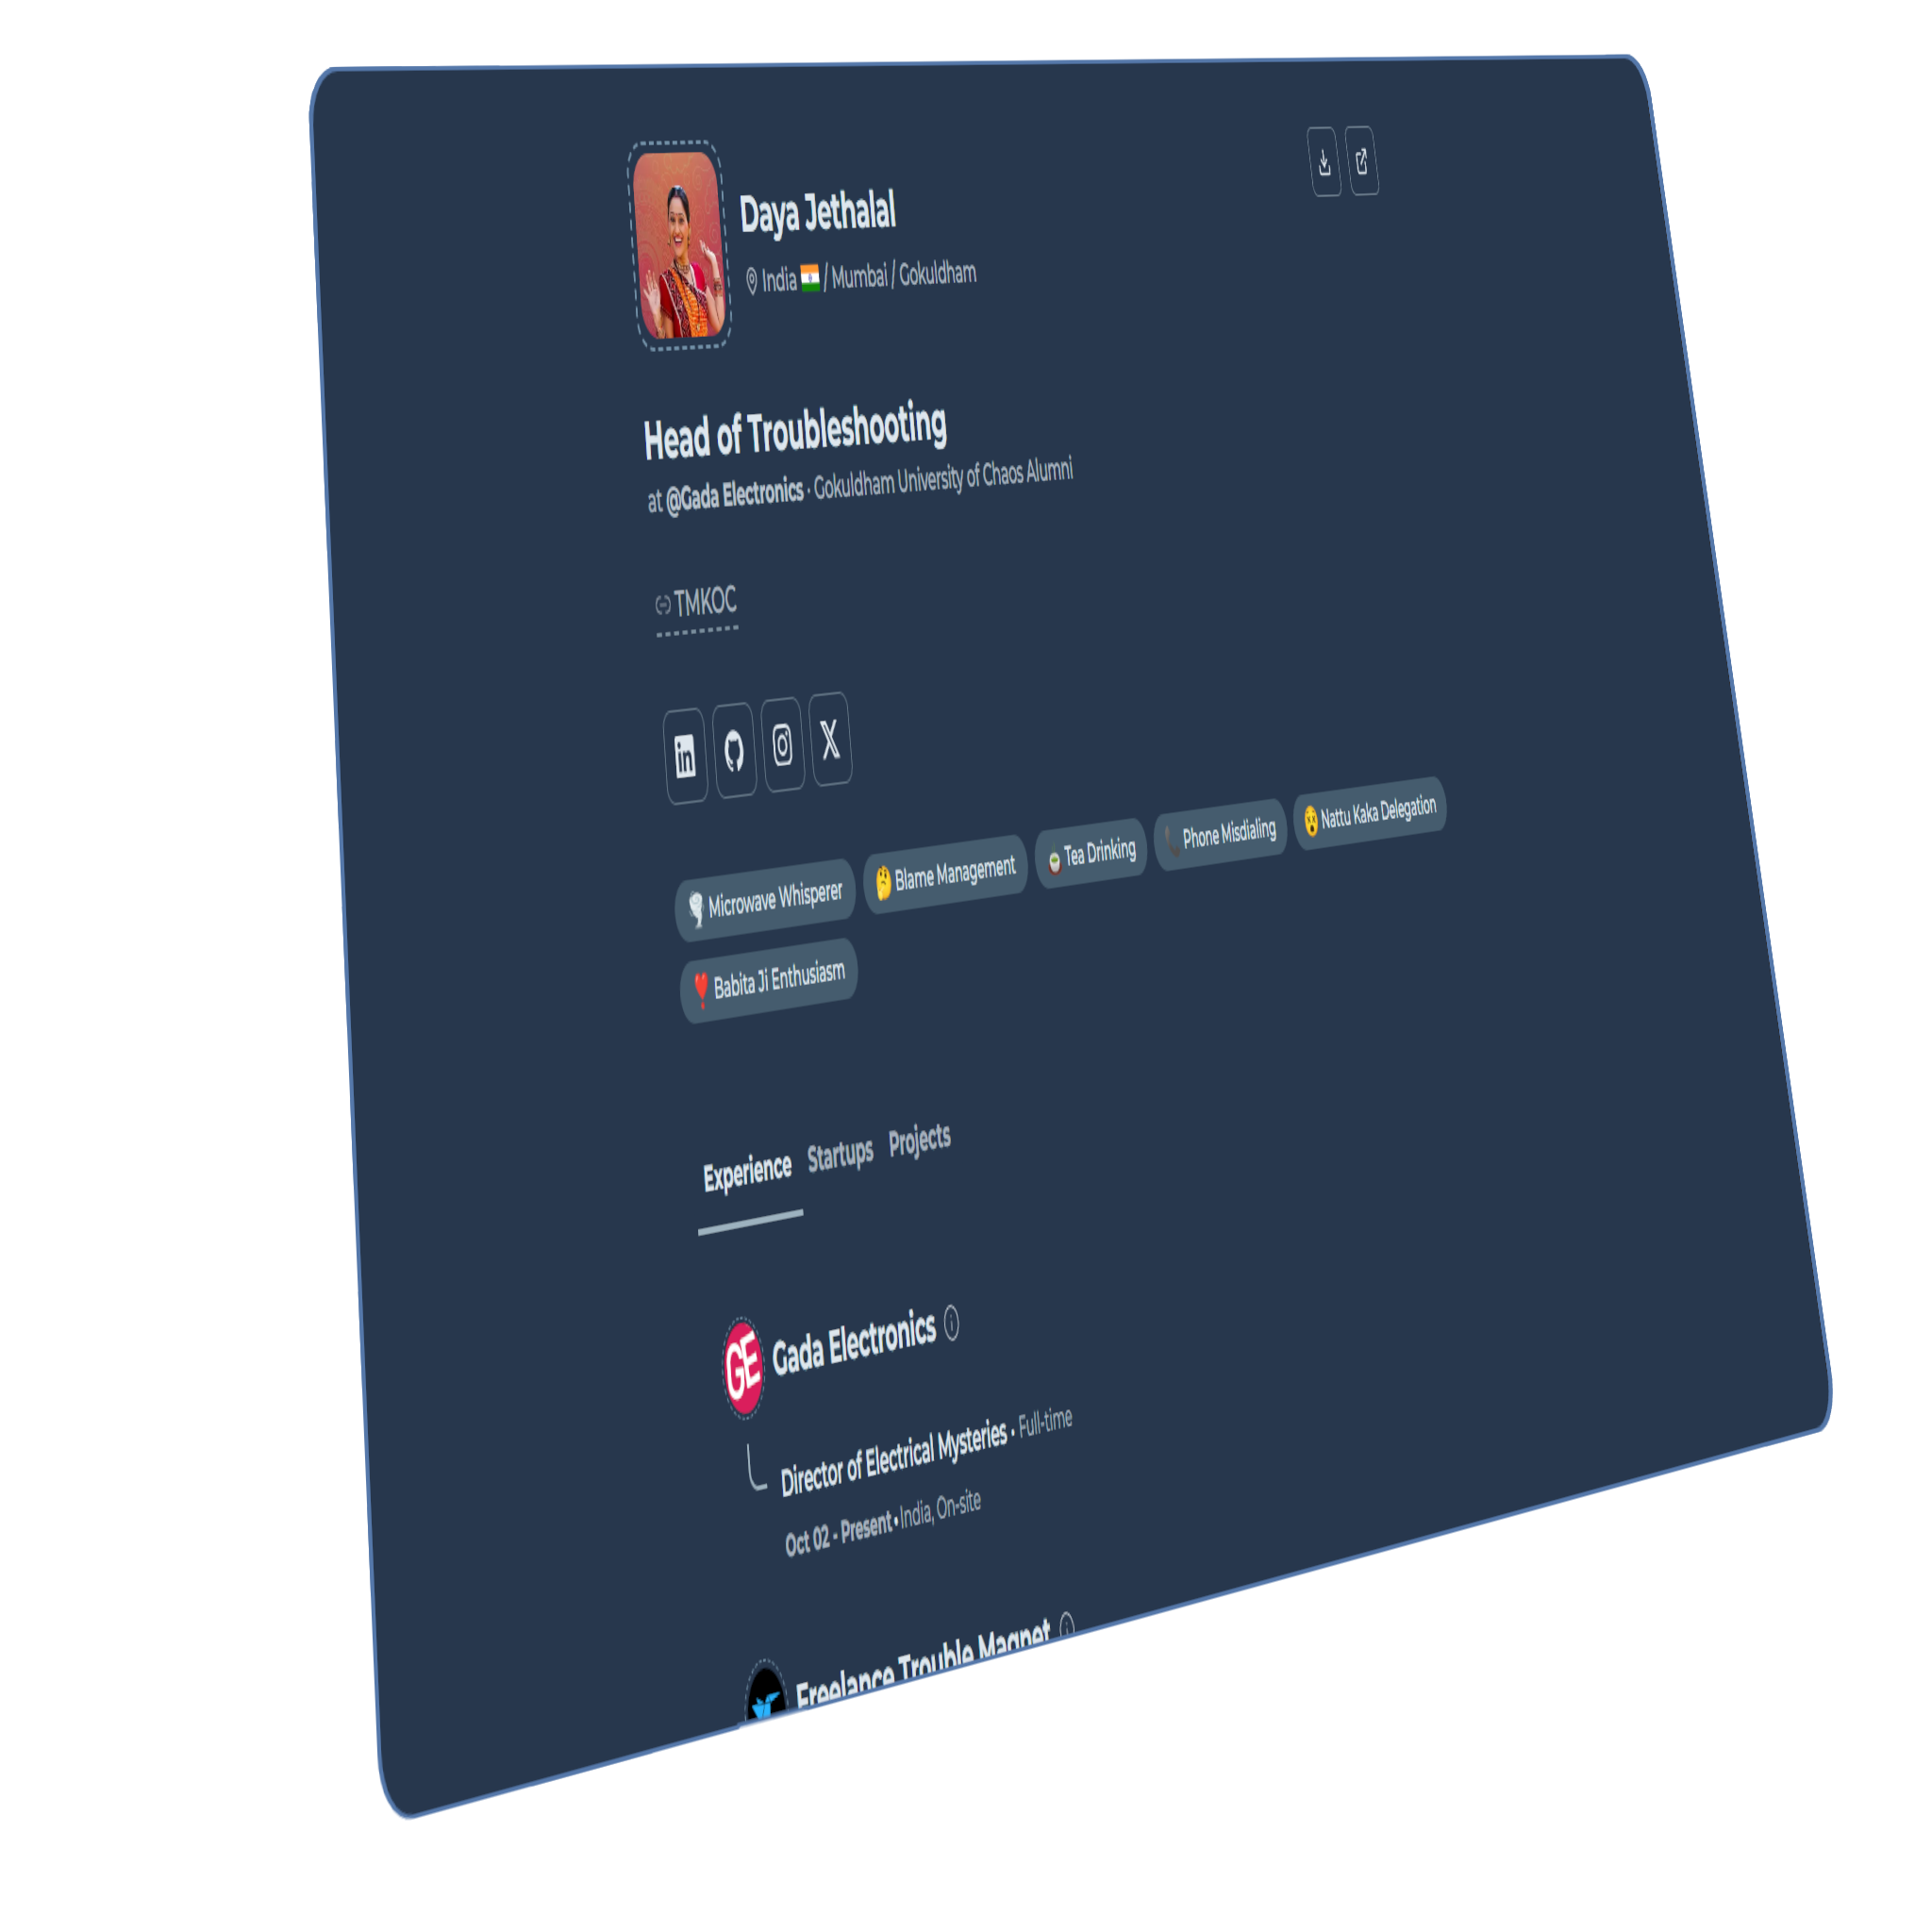 Daya Jethalal
India 🇮🇳 / Mumbai / Gokuldham
Head of Troubleshooting
at @Gada Electronics · Gokuldham University of Chaos Alumni
TMKOC
🌪️ Microwave Whisperer 🤔 Blame Management 🍵 Tea Drinking 📞 Phone Misdialing 😵 Nattu Kaka Delegation
❣️ Babita Ji Enthusiasm
Experience Startups Projects
GE Gada Electronics
Director of Electrical Mysteries • Full-time
Oct 02 - Present • India, On-site
Freelance Trouble Magnet